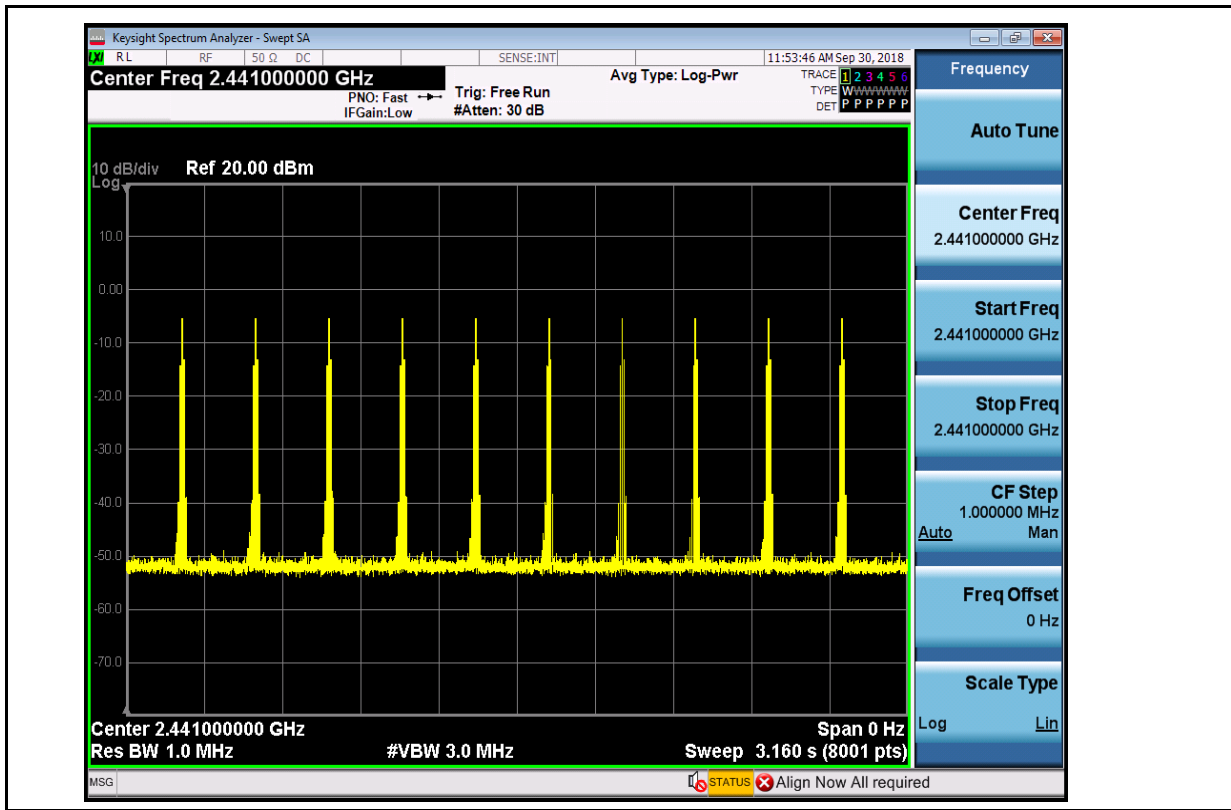 Keysight Spectrum Analyzer - Swept SA
LXI RL RF 50 Ω DC SENSE:INT 11:53:46 AM Sep 30, 2018
Center Freq 2.441000000 GHz
PNO: Fast
IFGain:Low
Trig: Free Run
#Atten: 30 dB
Avg Type: Log-Pwr
TRACE 1 2 3 4 5 6
TYPE WWWWWW
DET P P P P P P
10 dB/div Ref 20.00 dBm
Log
10.0
0.00
-10.0
-20.0
-30.0
-40.0
-50.0
-60.0
-70.0
Center 2.441000000 GHz Span 0 Hz
Res BW 1.0 MHz #VBW 3.0 MHz Sweep 3.160 s (8001 pts)
MSG STATUS Align Now All required
Frequency
Auto Tune
Center Freq
2.441000000 GHz
Start Freq
2.441000000 GHz
Stop Freq
2.441000000 GHz
CF Step
1.000000 MHz
Auto Man
Freq Offset
0 Hz
Scale Type
Log Lin